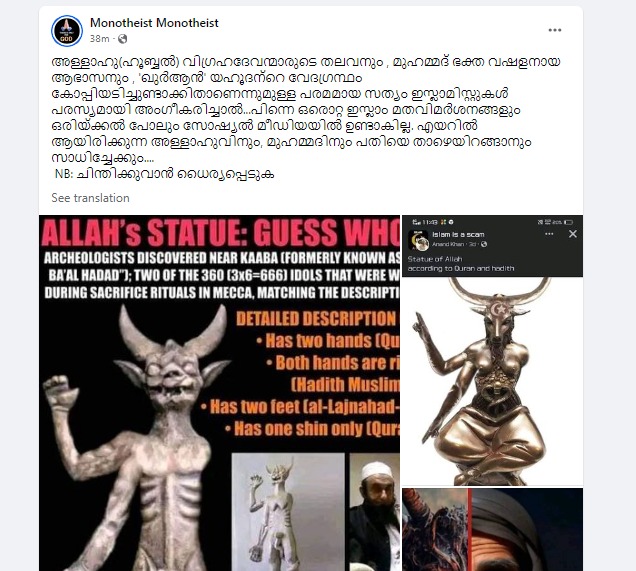 Monotheist Monotheist
38m
അള്ളാഹു(ഹൂബ്ബൽ) വിഗ്രഹദേവന്മാരുടെ തലവനും , മുഹമ്മദ് ഭക്ത വഷളനായ
ആഭാസനും , 'ഖുർആൻ' യഹൂദൻറെ വേദഗ്രന്ഥം
കോപ്പിയടിച്ചുണ്ടാക്കിതാണെന്നുമുള്ള പരമമായ സത്യം ഇസ്ലാമിസ്റ്റുകൾ
പരസ്യമായി അംഗീകരിച്ചാൽ...പിന്നെ ഒരൊറ്റ ഇസ്ലാം മതവിമർശനങ്ങളും
ഒരിയ്ക്കൽ പോലും സോഷ്യൽ മീഡിയയിൽ ഉണ്ടാകില്ല. എയറിൽ
ആയിരിക്കുന്ന അള്ളാഹുവിനും, മുഹമ്മദിനും പതിയെ താഴെയിറങ്ങാനും
സാധിച്ചേക്കും....
NB: ചിന്തിക്കുവാൻ ധൈര്യപ്പെടുക
See translation
ALLAH's STATUE: GUESS WHO
ARCHEOLOGISTS DISCOVERED NEAR KAABA (FORMERLY KNOWN AS
BA'AL HADAD"); TWO OF THE 360 (3x6=666) IDOLS THAT WERE W
DURING SACRIFICE RITUALS IN MECCA, MATCHING THE DESCRIPTI
DETAILED DESCRIPTION
• Has two hands (Qu
• Both hands are ri
(Hadith Muslim
• Has two feet (al-Lajnahad-
• Has one shin only (Qur
11:43
Islam is a scam
Anand Khan · 3d
Statue of Allah
according to Quran and hadith